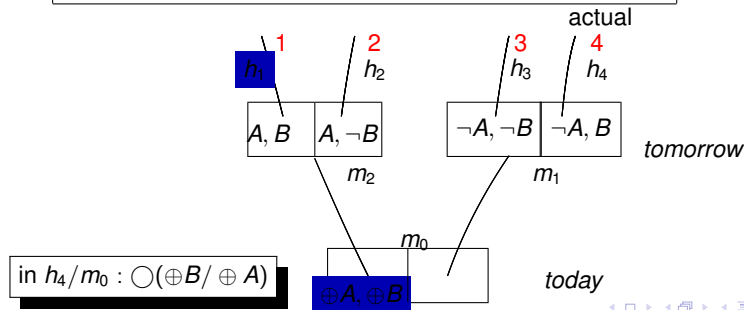 actual
1 2 3 4
h₁ h₂ h₃ h₄
A, B A, ¬B ¬A, ¬B ¬A, B
tomorrow
m₂ m₁
m₀
in h₄/m₀ : ◯(⊕B/ ⊕ A)
⊕A, ⊕B
today